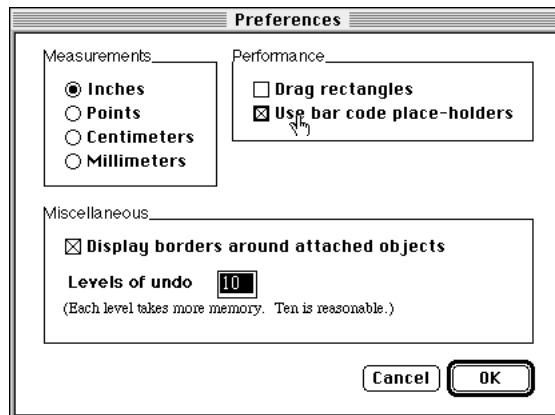 Preferences
Measurements
Inches
Points
Centimeters
Millimeters
Performance
Drag rectangles
Use bar code place-holders
Miscellaneous
Display borders around attached objects
Levels of undo 10
(Each level takes more memory. Ten is reasonable.)
Cancel OK